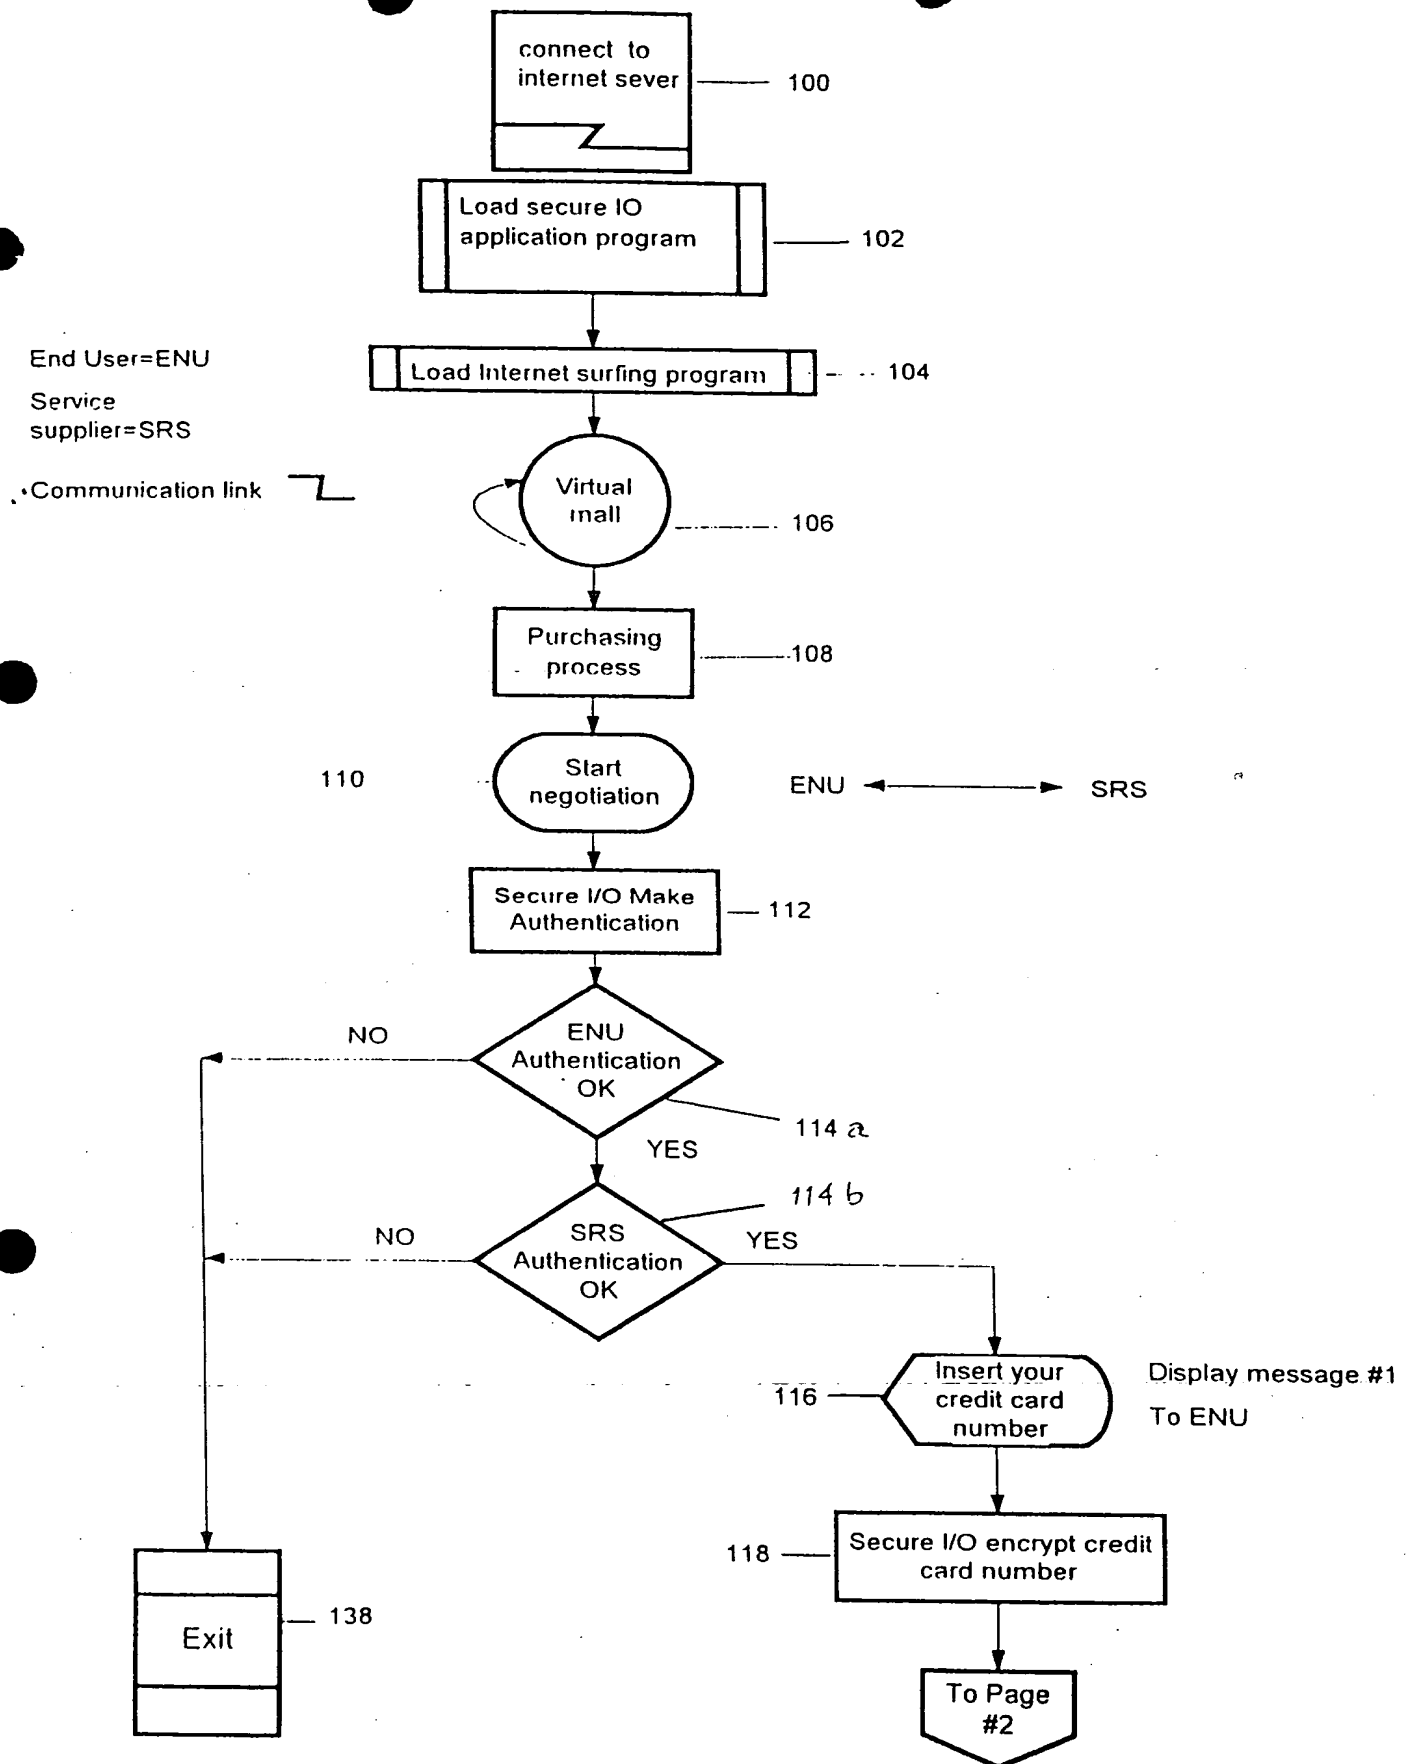 connect to
internet sever
100
Load secure IO
application program
102
End User=ENU
Load Internet surfing program
104
Service
supplier=SRS
Communication link
Virtual
mall
106
Purchasing
process
108
110
Start
negotiation
ENU
SRS
Secure I/O Make
Authentication
112
NO
ENU
Authentication
OK
114 a
YES
114 b
NO
SRS
Authentication
OK
YES
116
Insert your
credit card
number
Display message #1
To ENU
118
Secure I/O encrypt credit
card number
Exit
138
To Page
#2